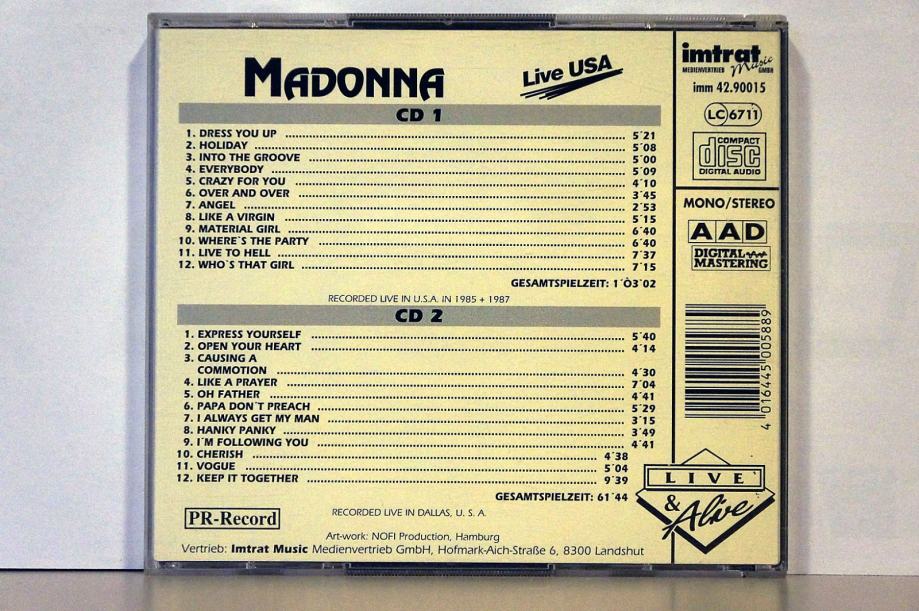 MADONNA
Live USA
CD 1
1. DRESS YOU UP 5´21
2. HOLIDAY 5´08
3. INTO THE GROOVE 5´00
4. EVERYBODY 5´09
5. CRAZY FOR YOU 4´10
6. OVER AND OVER 3´45
7. ANGEL 2´53
8. LIKE A VIRGIN 5´15
9. MATERIAL GIRL 6´40
10. WHERE`S THE PARTY 6´40
11. LIVE TO HELL 7´37
12. WHO`S THAT GIRL 7´15
GESAMTSPIELZEIT: 1´03´02
RECORDED LIVE IN U.S.A. IN 1985 + 1987
CD 2
1. EXPRESS YOURSELF 5´40
2. OPEN YOUR HEART 4´14
3. CAUSING A
COMMOTION 4´30
4. LIKE A PRAYER 7´04
5. OH FATHER 4´41
6. PAPA DON`T PREACH 5´29
7. I ALWAYS GET MY MAN 3´15
8. HANKY PANKY 3´49
9. I`M FOLLOWING YOU 4´41
10. CHERISH 4´38
11. VOGUE 5´04
12. KEEP IT TOGETHER 9´39
GESAMTSPIELZEIT: 61´44
RECORDED LIVE IN DALLAS, U. S. A.
PR-Record
Art-work: NOFI Production, Hamburg
Vertrieb: Imtrat Music Medienvertrieb GmbH, Hofmark-Aich-Straße 6, 8300 Landshut
imtrat
MEDIENVERTRIEB Music GMBH
imm 42.90015
LC 6711
COMPACT
disc
DIGITAL AUDIO
MONO/STEREO
AAD
DIGITAL
MASTERING
4 016445 005889
LIVE
& Alive